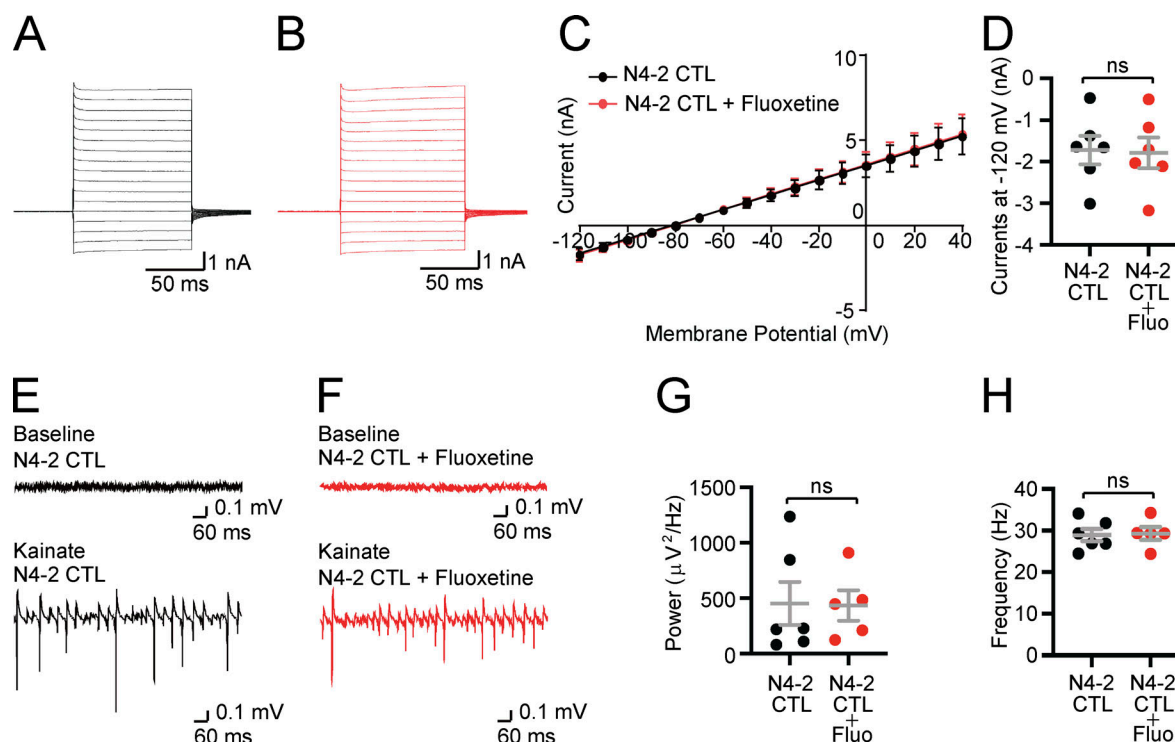 A
B
C
D
1 nA
50 ms
1 nA
50 ms
N4-2 CTL
N4-2 CTL + Fluoxetine
Current (nA)
10
5
0
-5
-120 -100 -80 -60 -40 -20 0 20 40
Membrane Potential (mV)
Currents at -120 mV (nA)
ns
0
-1
-2
-3
-4
N4-2
CTL
N4-2
CTL
+
Fluo
E
F
G
H
Baseline
N4-2 CTL
0.1 mV
60 ms
Kainate
N4-2 CTL
0.1 mV
60 ms
Baseline
N4-2 CTL + Fluoxetine
0.1 mV
60 ms
Kainate
N4-2 CTL + Fluoxetine
0.1 mV
60 ms
Power (μV²/Hz)
ns
1500
1000
500
0
N4-2
CTL
N4-2
CTL
+
Fluo
Frequency (Hz)
ns
40
30
20
10
0
N4-2
CTL
N4-2
CTL
+
Fluo